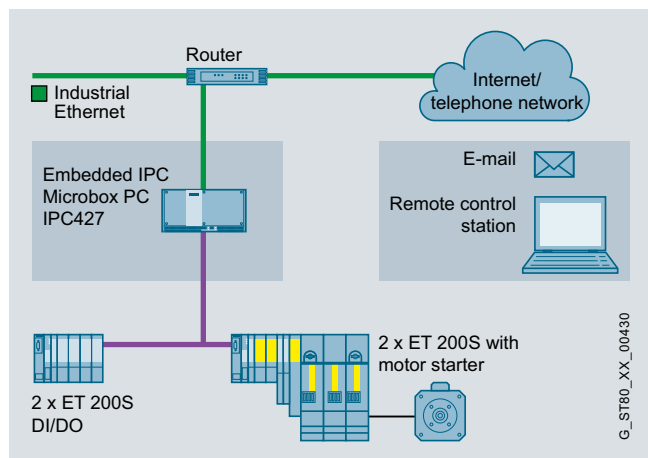 Router
Industrial
Ethernet
Internet/
telephone network
Embedded IPC
Microbox PC
IPC427
E-mail
Remote control
station
2 x ET 200S
DI/DO
2 x ET 200S with
motor starter
G_ST80_XX_00430